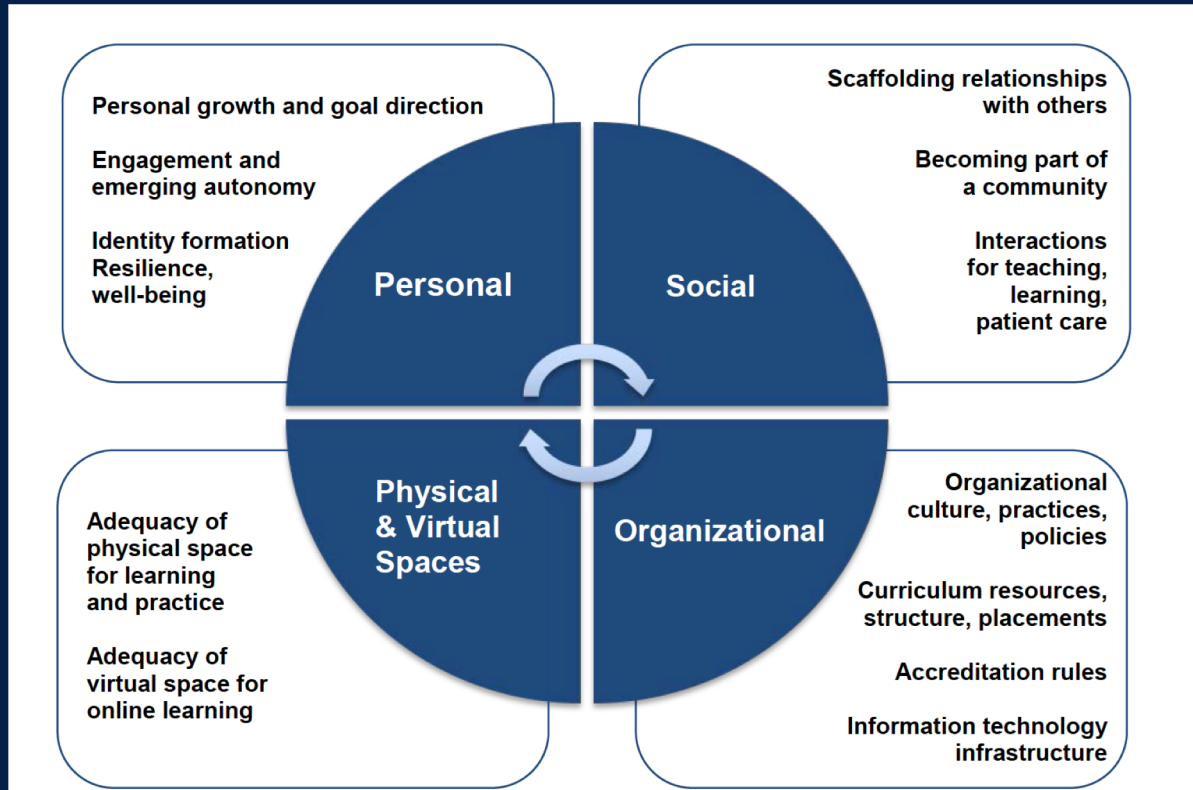 Personal growth and goal direction
Engagement and
emerging autonomy
Identity formation
Resilience,
well-being
Personal
Scaffolding relationships
with others
Becoming part of
a community
Interactions
for teaching,
learning,
patient care
Social
Physical
& Virtual
Spaces
Adequacy of
physical space
for learning
and practice
Adequacy of
virtual space for
online learning
Organizational
Organizational
culture, practices,
policies
Curriculum resources,
structure, placements
Accreditation rules
Information technology
infrastructure